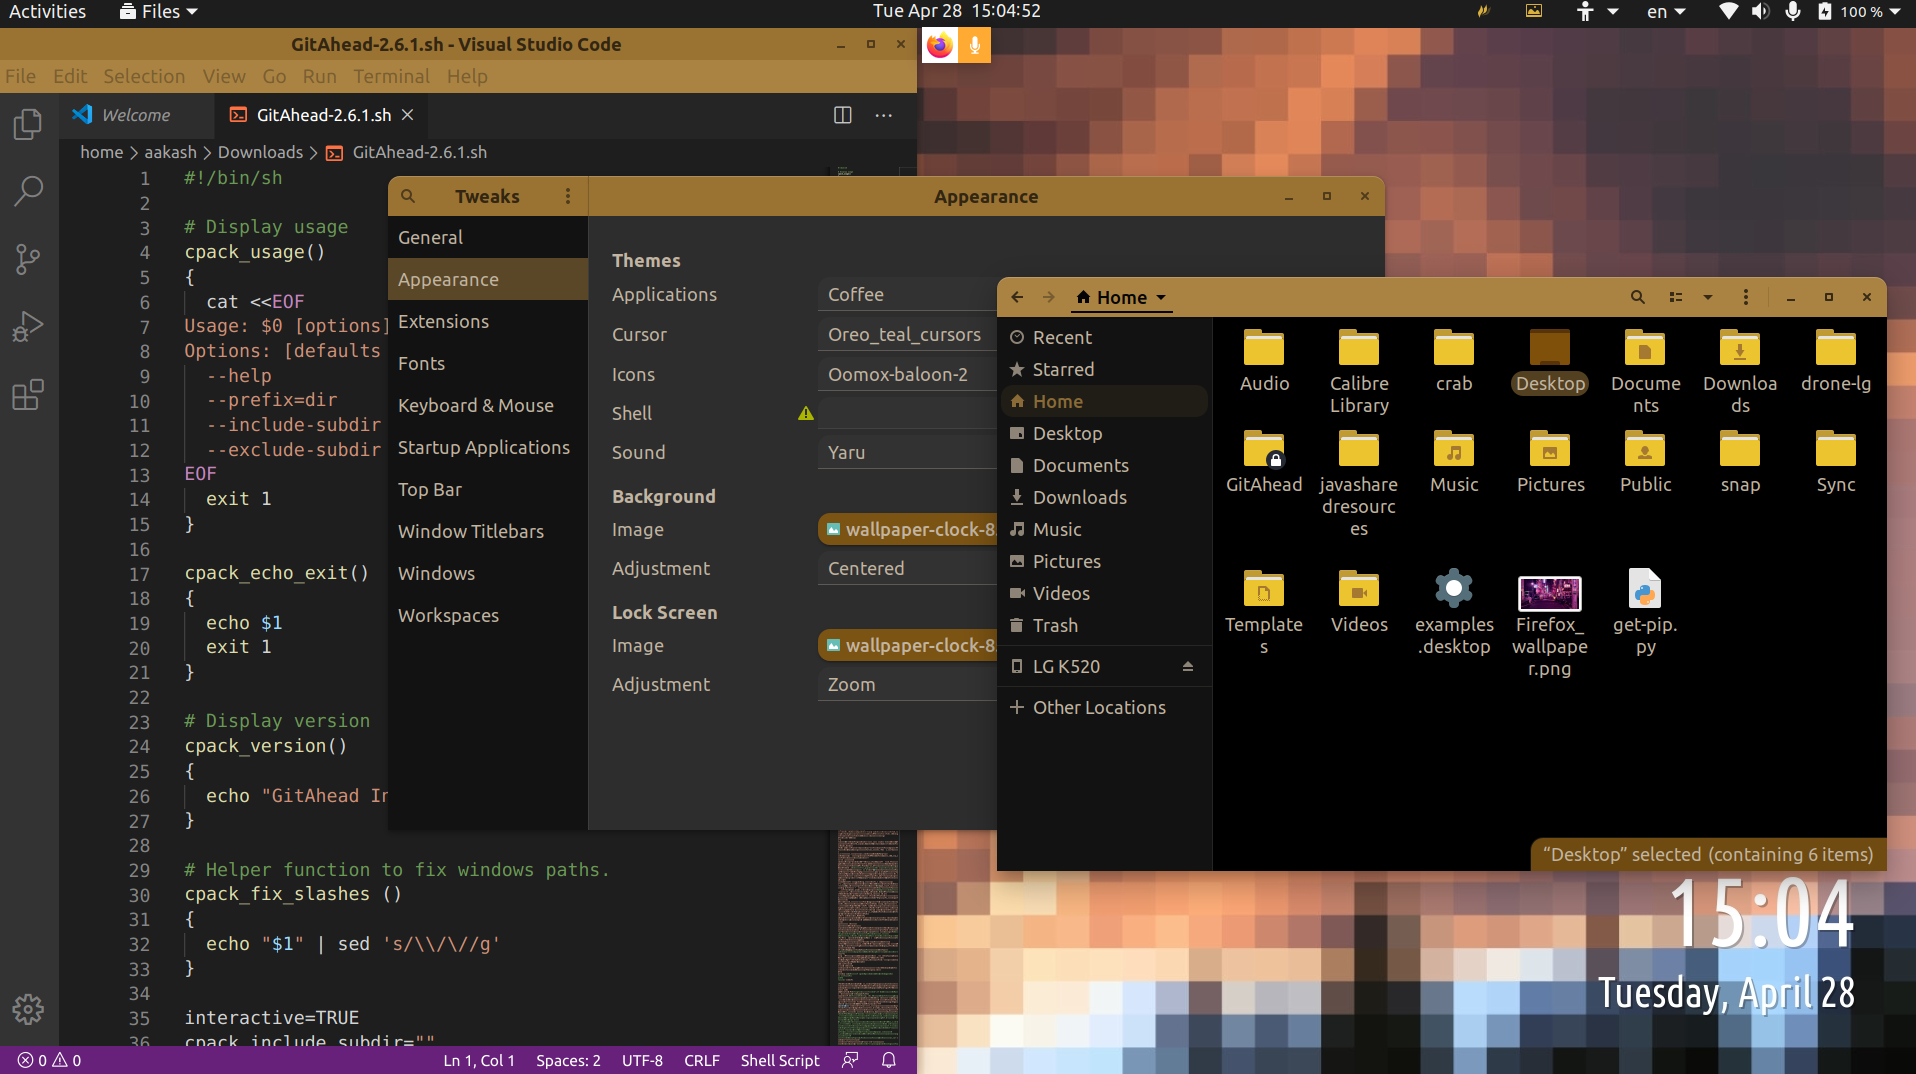 Activities
Files
Tue Apr 28 15:04:52
en
100 %
GitAhead-2.6.1.sh - Visual Studio Code
File Edit Selection View Go Run Terminal Help
Welcome
GitAhead-2.6.1.sh
home > aakash > Downloads > GitAhead-2.6.1.sh
1 #!/bin/sh
2
3 # Display usage
4 cpack_usage()
5 {
6 cat <<EOF
7 Usage: $0 [options]
8 Options: [defaults
9 --help
10 --prefix=dir
11 --include-subdir
12 --exclude-subdir
13 EOF
14 exit 1
15 }
16
17 cpack_echo_exit()
18 {
19 echo $1
20 exit 1
21 }
22
23 # Display version
24 cpack_version()
25 {
26 echo "GitAhead In
27 }
28
29 # Helper function to fix windows paths.
30 cpack_fix_slashes ()
31 {
32 echo "$1" | sed 's/\\/\//g'
33 }
34
35 interactive=TRUE
36 cpack_include_subdir=""
0 0
Ln 1, Col 1 Spaces: 2 UTF-8 CRLF Shell Script
Tweaks
General
Appearance
Extensions
Fonts
Keyboard & Mouse
Startup Applications
Top Bar
Window Titlebars
Windows
Workspaces
Appearance
Themes
Applications Coffee
Cursor Oreo_teal_cursors
Icons Oomox-baloon-2
Shell
Sound Yaru
Background
Image wallpaper-clock-8
Adjustment Centered
Lock Screen
Image wallpaper-clock-8
Adjustment Zoom
Home
Recent
Starred
Home
Desktop
Documents
Downloads
Music
Pictures
Videos
Trash
LG K520
Other Locations
Audio
Calibre
Library
crab
Desktop
Docume
nts
Downloa
ds
drone-lg
GitAhead
javashare
dresourc
es
Music
Pictures
Public
snap
Sync
Template
s
Videos
examples
.desktop
Firefox_
wallpape
r.png
get-pip.
py
“Desktop” selected (containing 6 items)
15:04
Tuesday, April 28